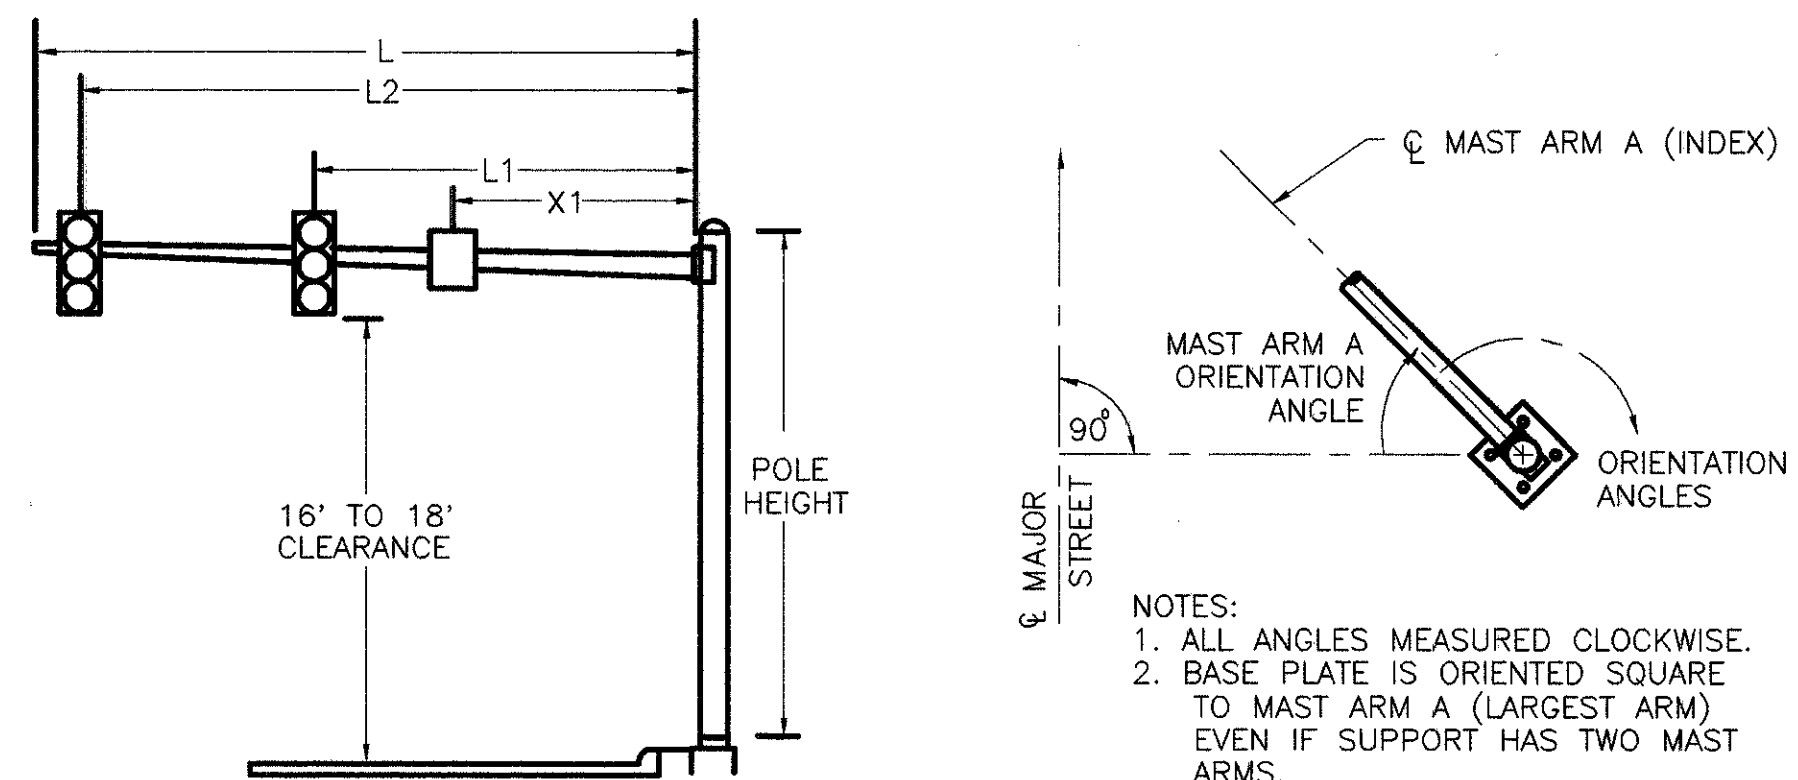 L
L2
L1
X1
16' TO 18'
CLEARANCE
POLE
HEIGHT
℄ MAST ARM A (INDEX)
MAST ARM A
ORIENTATION
ANGLE
90°
ORIENTATION
ANGLES
℄ MAJOR
STREET
NOTES:
1. ALL ANGLES MEASURED CLOCKWISE.
2. BASE PLATE IS ORIENTED SQUARE
TO MAST ARM A (LARGEST ARM)
EVEN IF SUPPORT HAS TWO MAST
ARMS.